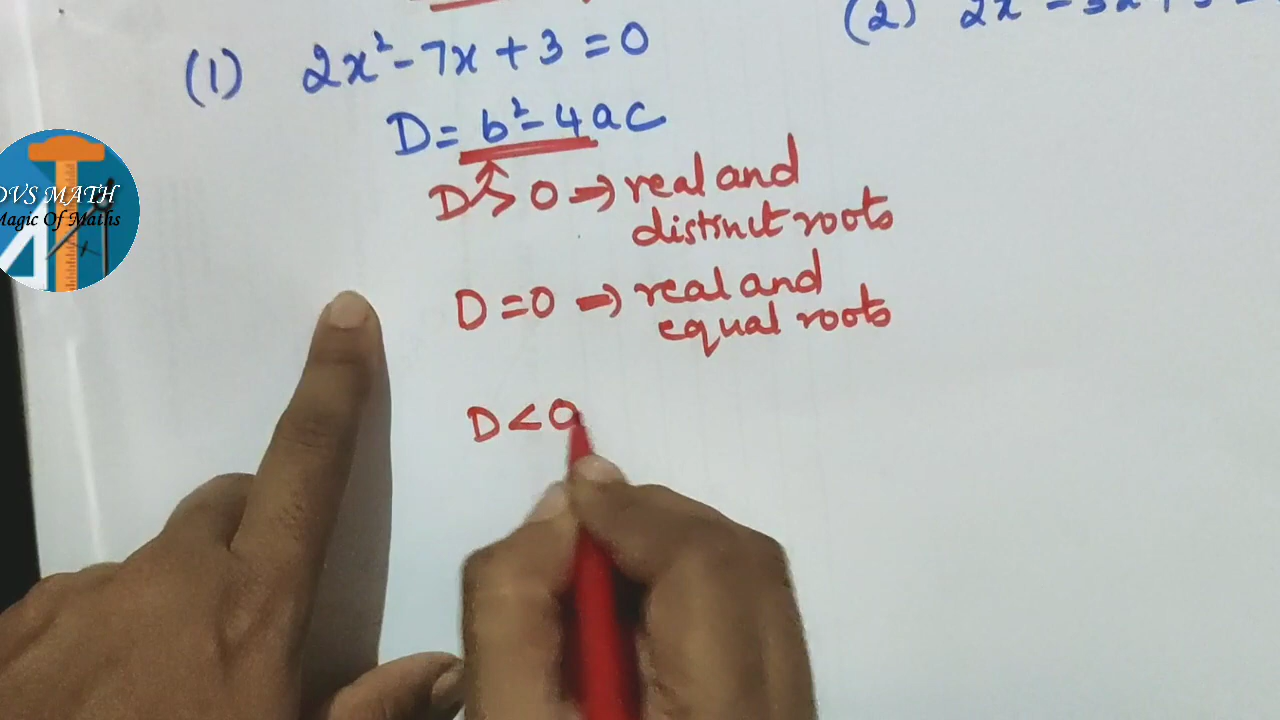 (1) 2x² - 7x + 3 = 0
(2)
D = b² - 4ac
D > 0 → real and
distinct roots
D = 0 → real and
equal roots
D < 0
DVS MATH
Magic Of Maths